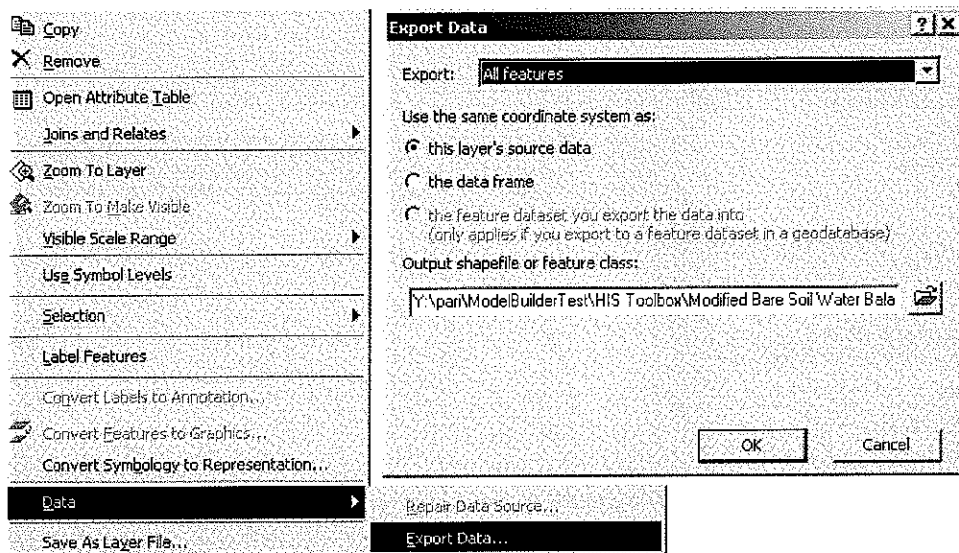 Copy
Remove
Open Attribute Table
Joins and Relates
Zoom To Layer
Zoom To Make Visible
Visible Scale Range
Use Symbol Levels
Selection
Label Features
Convert Labels to Annotation...
Convert Features to Graphics...
Convert Symbology to Representation...
Data
Save As Layer File...
Repair Data Source...
Export Data...
Export Data
Export: All features
Use the same coordinate system as:
this layer's source data
the data frame
the feature dataset you export the data into
(only applies if you export to a feature dataset in a geodatabase)
Output shapefile or feature class:
Y:\pari\ModelBuilderTest\HIS Toolbox\Modified Bare Soil Water Bala
OK Cancel